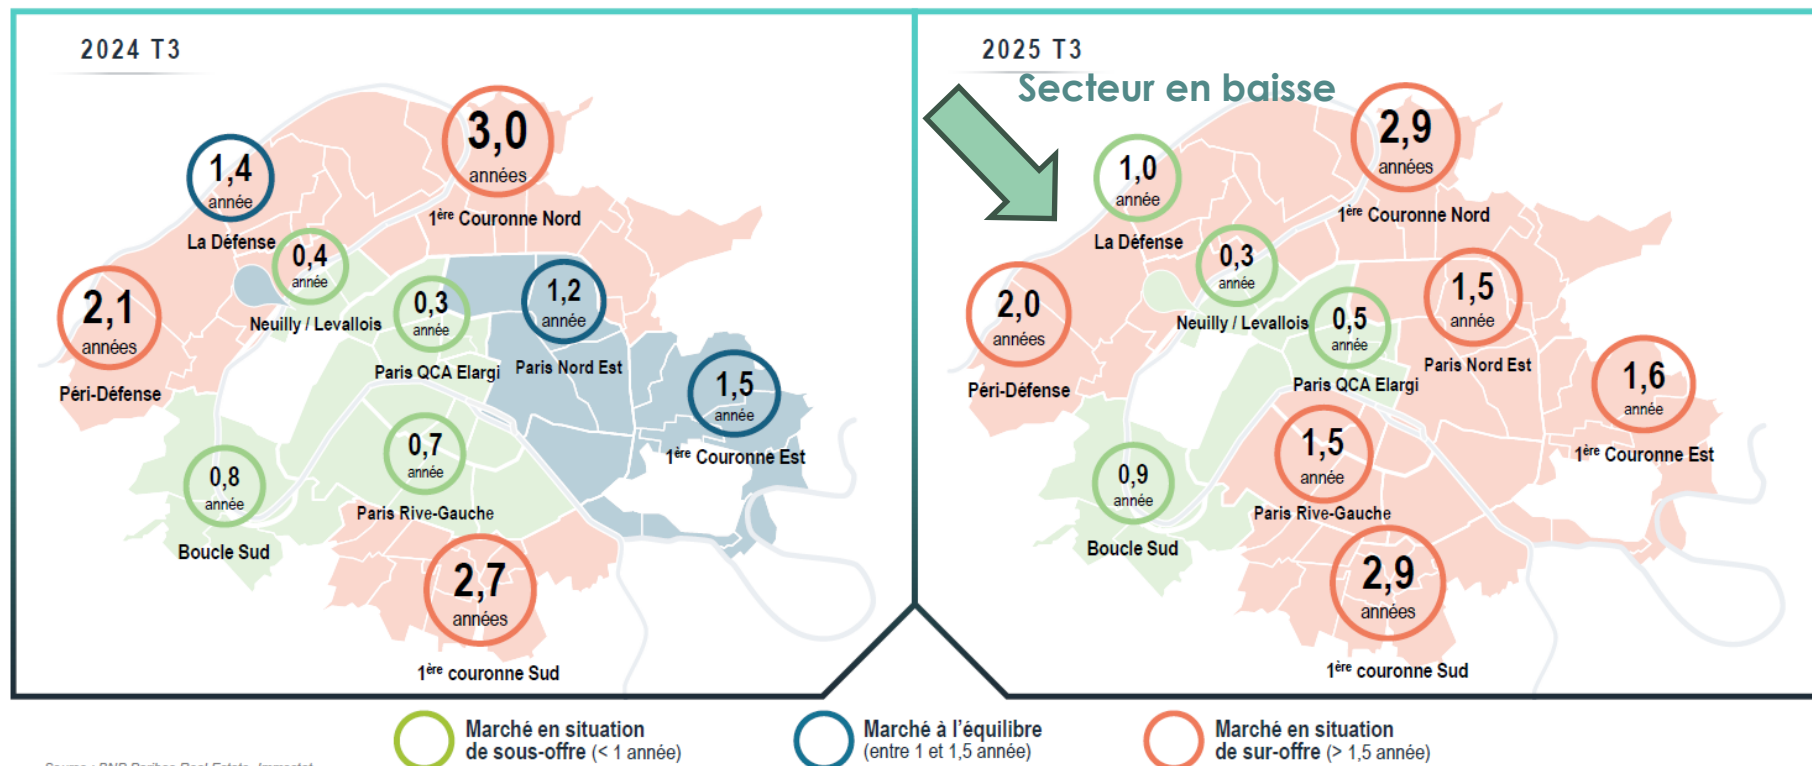 2024 T3
3,0
années
1ère Couronne Nord
1,4
année
La Défense
0,4
année
Neuilly / Levallois
2,1
années
Péri-Défense
0,3
année
Paris QCA Elargi
1,2
année
Paris Nord Est
1,5
année
1ère Couronne Est
0,7
année
Paris Rive-Gauche
0,8
année
Boucle Sud
2,7
années
1ère couronne Sud
2025 T3
Secteur en baisse
2,9
années
1ère Couronne Nord
1,0
année
La Défense
0,3
année
Neuilly / Levallois
2,0
années
Péri-Défense
0,5
année
Paris QCA Elargi
1,5
année
Paris Nord Est
1,6
année
1ère Couronne Est
1,5
année
Paris Rive-Gauche
0,9
année
Boucle Sud
2,9
années
1ère couronne Sud
Marché en situation
de sous-offre (< 1 année)
Marché à l'équilibre
(entre 1 et 1,5 année)
Marché en situation
de sur-offre (> 1,5 année)
Source : BNP Paribas Real Estate, Immostat